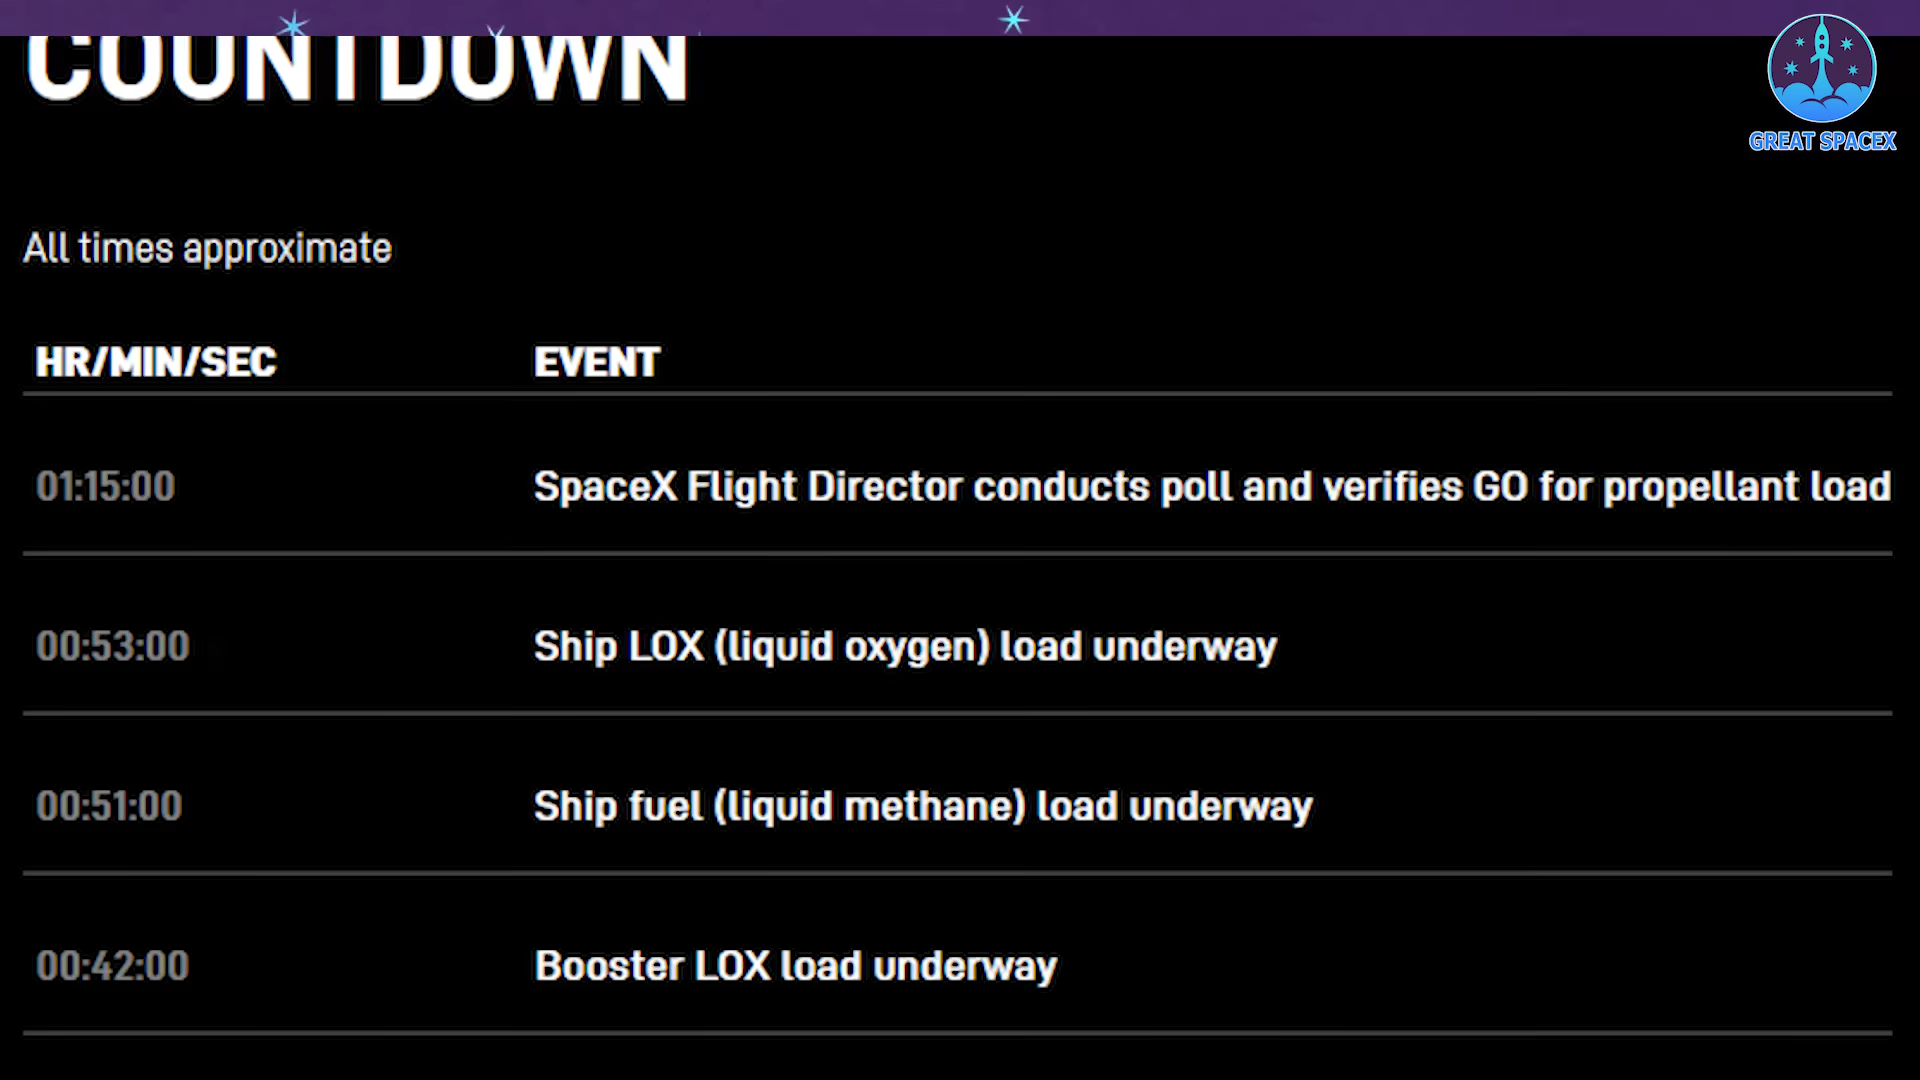 COUNTDOWN
GREAT SPACEX
All times approximate
HR/MIN/SEC EVENT
01:15:00 SpaceX Flight Director conducts poll and verifies GO for propellant load
00:53:00 Ship LOX (liquid oxygen) load underway
00:51:00 Ship fuel (liquid methane) load underway
00:42:00 Booster LOX load underway